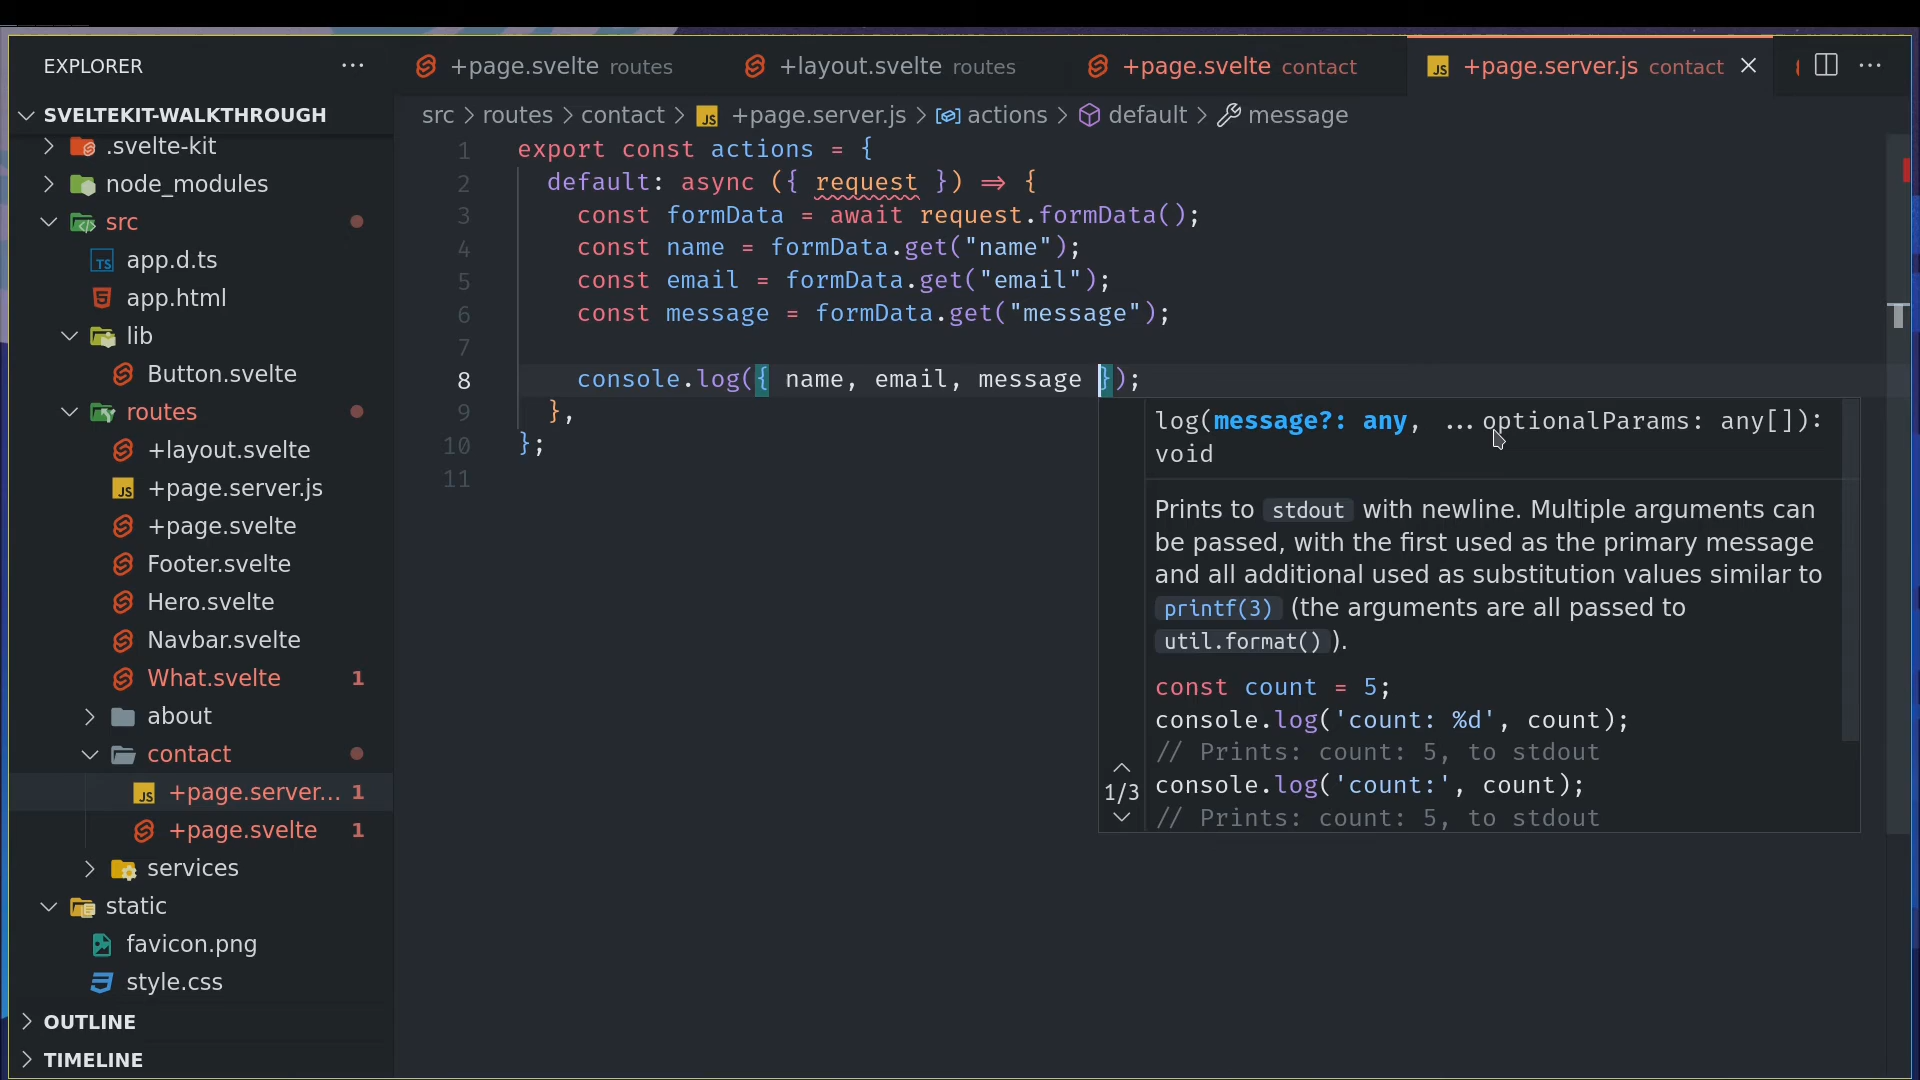 EXPLORER
SVELTEKIT-WALKTHROUGH
.svelte-kit
node_modules
src
TS app.d.ts
app.html
lib
Button.svelte
routes
+layout.svelte
JS +page.server.js
+page.svelte
Footer.svelte
Hero.svelte
Navbar.svelte
What.svelte 1
about
contact
JS +page.server... 1
+page.svelte 1
services
static
favicon.png
style.css
OUTLINE
TIMELINE
+page.svelte routes
+layout.svelte routes
+page.svelte contact
JS +page.server.js contact
src > routes > contact > JS +page.server.js > actions > default > message
1 export const actions = {
2 default: async ({ request }) => {
3 const formData = await request.formData();
4 const name = formData.get("name");
5 const email = formData.get("email");
6 const message = formData.get("message");
7
8 console.log({ name, email, message });
9 },
10 };
11
log(message?: any, ...optionalParams: any[]):
void
Prints to stdout with newline. Multiple arguments can
be passed, with the first used as the primary message
and all additional used as substitution values similar to
printf(3) (the arguments are all passed to
util.format() ).
const count = 5;
console.log('count: %d', count);
// Prints: count: 5, to stdout
console.log('count:', count);
// Prints: count: 5, to stdout
1/3